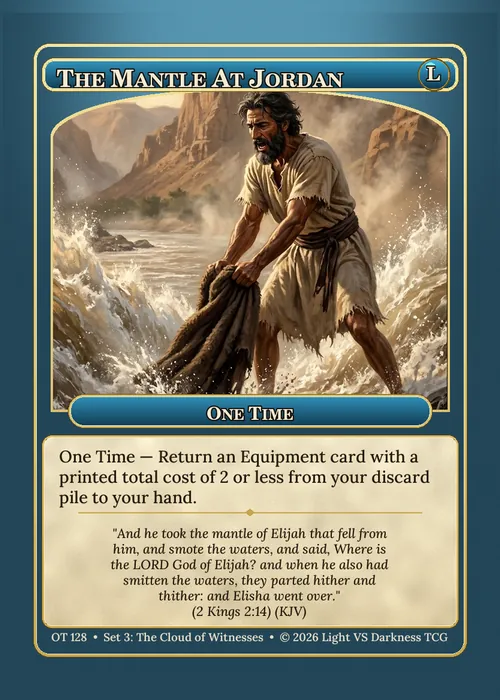 The Mantle At Jordan
L
One Time
One Time — Return an Equipment card with a
printed total cost of 2 or less from your discard
pile to your hand.
"And he took the mantle of Elijah that fell from
him, and smote the waters, and said, Where is
the LORD God of Elijah? and when he also had
smitten the waters, they parted hither and
thither: and Elisha went over."
(2 Kings 2:14) (KJV)
OT 128 • Set 3: The Cloud of Witnesses • © 2026 Light VS Darkness TCG